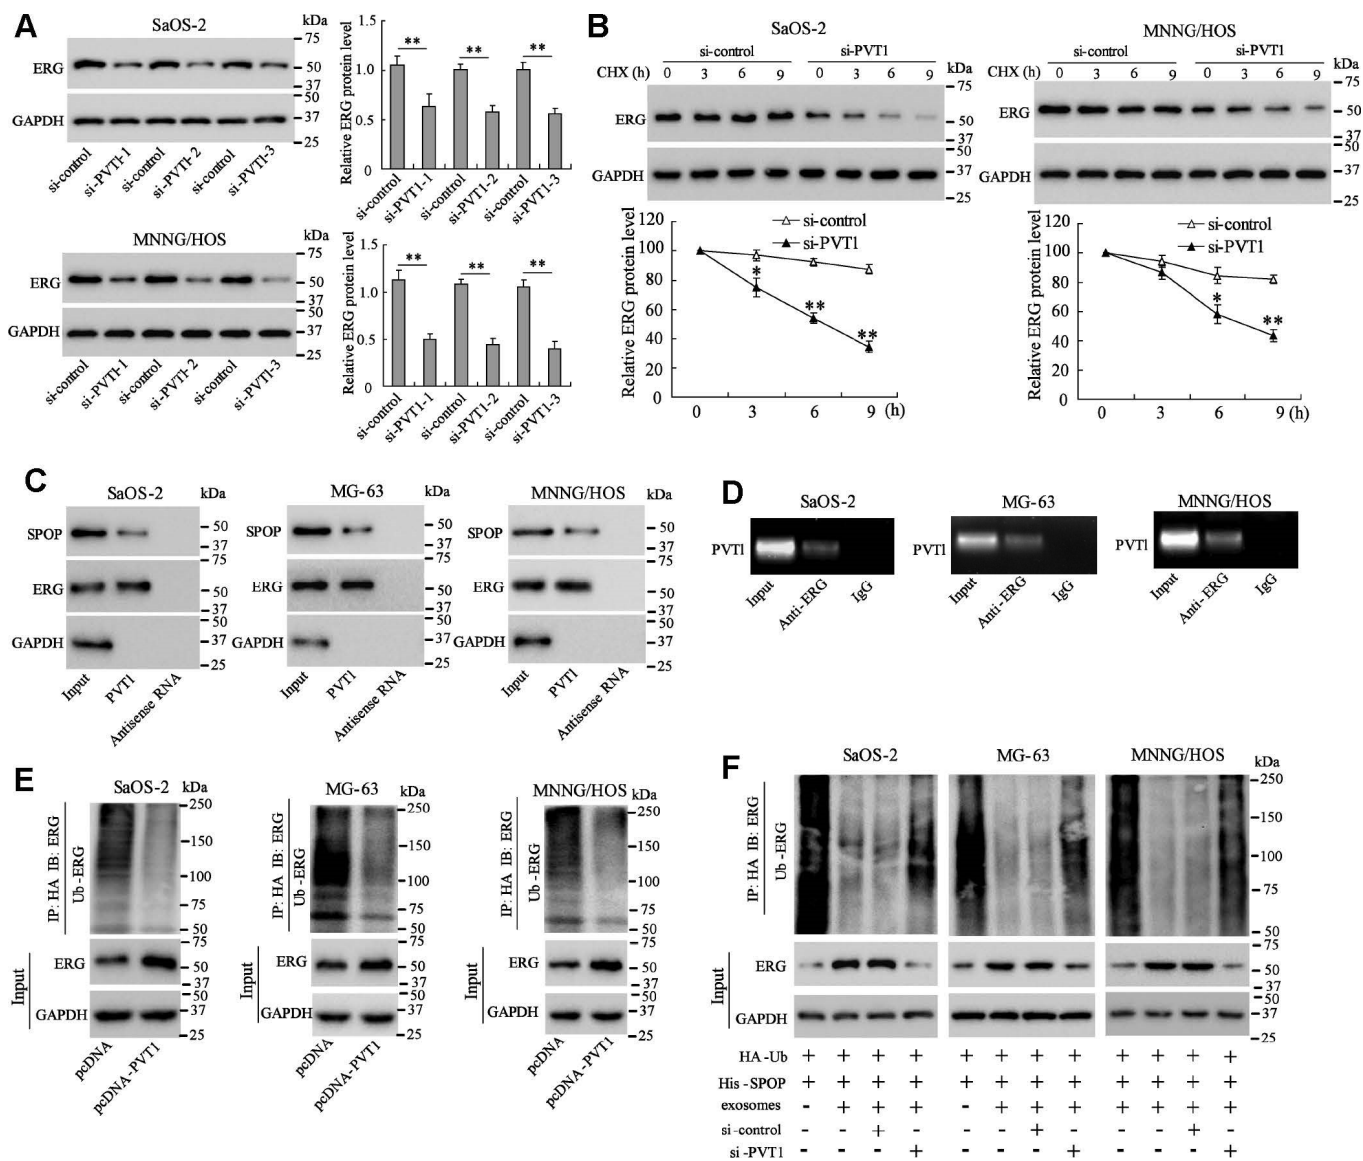 A
SaOS-2
kDa
ERG
GAPDH
75
50
37
50
37
25
si-control
si-PVT1-1
si-control
si-PVT1-2
si-control
si-PVT1-3
Relative ERG protein level
1.5
1.0
0.5
0
** ** **
si-control
si-PVT1-1
si-control
si-PVT1-2
si-control
si-PVT1-3
MNNG/HOS
kDa
ERG
GAPDH
75
50
37
50
37
25
si-control
si-PVT1-1
si-control
si-PVT1-2
si-control
si-PVT1-3
Relative ERG protein level
1.5
1.0
0.5
0
** ** **
si-control
si-PVT1-1
si-control
si-PVT1-2
si-control
si-PVT1-3
B
SaOS-2
si-control si-PVT1
CHX (h) 0 3 6 9 0 3 6 9 kDa
ERG
GAPDH
75
50
37
50
37
25
Relative ERG protein level
120
100
80
60
40
20
0
si-control
si-PVT1
* ** **
0 3 6 9 (h)
MNNG/HOS
si-control si-PVT1
CHX (h) 0 3 6 9 0 3 6 9 kDa
ERG
GAPDH
75
50
37
50
37
25
Relative ERG protein level
120
100
80
60
40
20
0
si-control
si-PVT1
* **
0 3 6 9 (h)
C
SaOS-2 kDa
SPOP
ERG
GAPDH
50
37
75
50
37
50
37
25
Input
PVT1
Antisense RNA
MG-63 kDa
SPOP
ERG
GAPDH
50
37
75
50
37
50
37
25
Input
PVT1
Antisense RNA
MNNG/HOS kDa
SPOP
ERG
GAPDH
50
37
75
50
37
50
37
25
Input
PVT1
Antisense RNA
D
SaOS-2
PVT1
Input
Anti-ERG
IgG
MG-63
PVT1
Input
Anti-ERG
IgG
MNNG/HOS
PVT1
Input
Anti-ERG
IgG
E
SaOS-2 kDa
IP: HA IB: ERG
Ub-ERG
250
150
100
75
50
Input
ERG
GAPDH
75
50
37
50
37
25
pcDNA
pcDNA-PVT1
MG-63 kDa
IP: HA IB: ERG
Ub-ERG
250
150
100
75
50
Input
ERG
GAPDH
75
50
37
50
37
25
pcDNA
pcDNA-PVT1
MNNG/HOS kDa
IP: HA IB: ERG
Ub-ERG
250
150
100
75
50
Input
ERG
GAPDH
75
50
37
50
37
25
pcDNA
pcDNA-PVT1
F
SaOS-2 MG-63 MNNG/HOS kDa
IP: HA IB: ERG
Ub-ERG
250
150
100
75
50
Input
ERG
GAPDH
75
50
37
50
37
25
HA-Ub + + + + + + + + + + + +
His-SPOP + + + + + + + + + + + +
exosomes - + + + - + + + + + + +
si-control - - + - - - + - - - + -
si-PVT1 - - - + - - - + - - - +